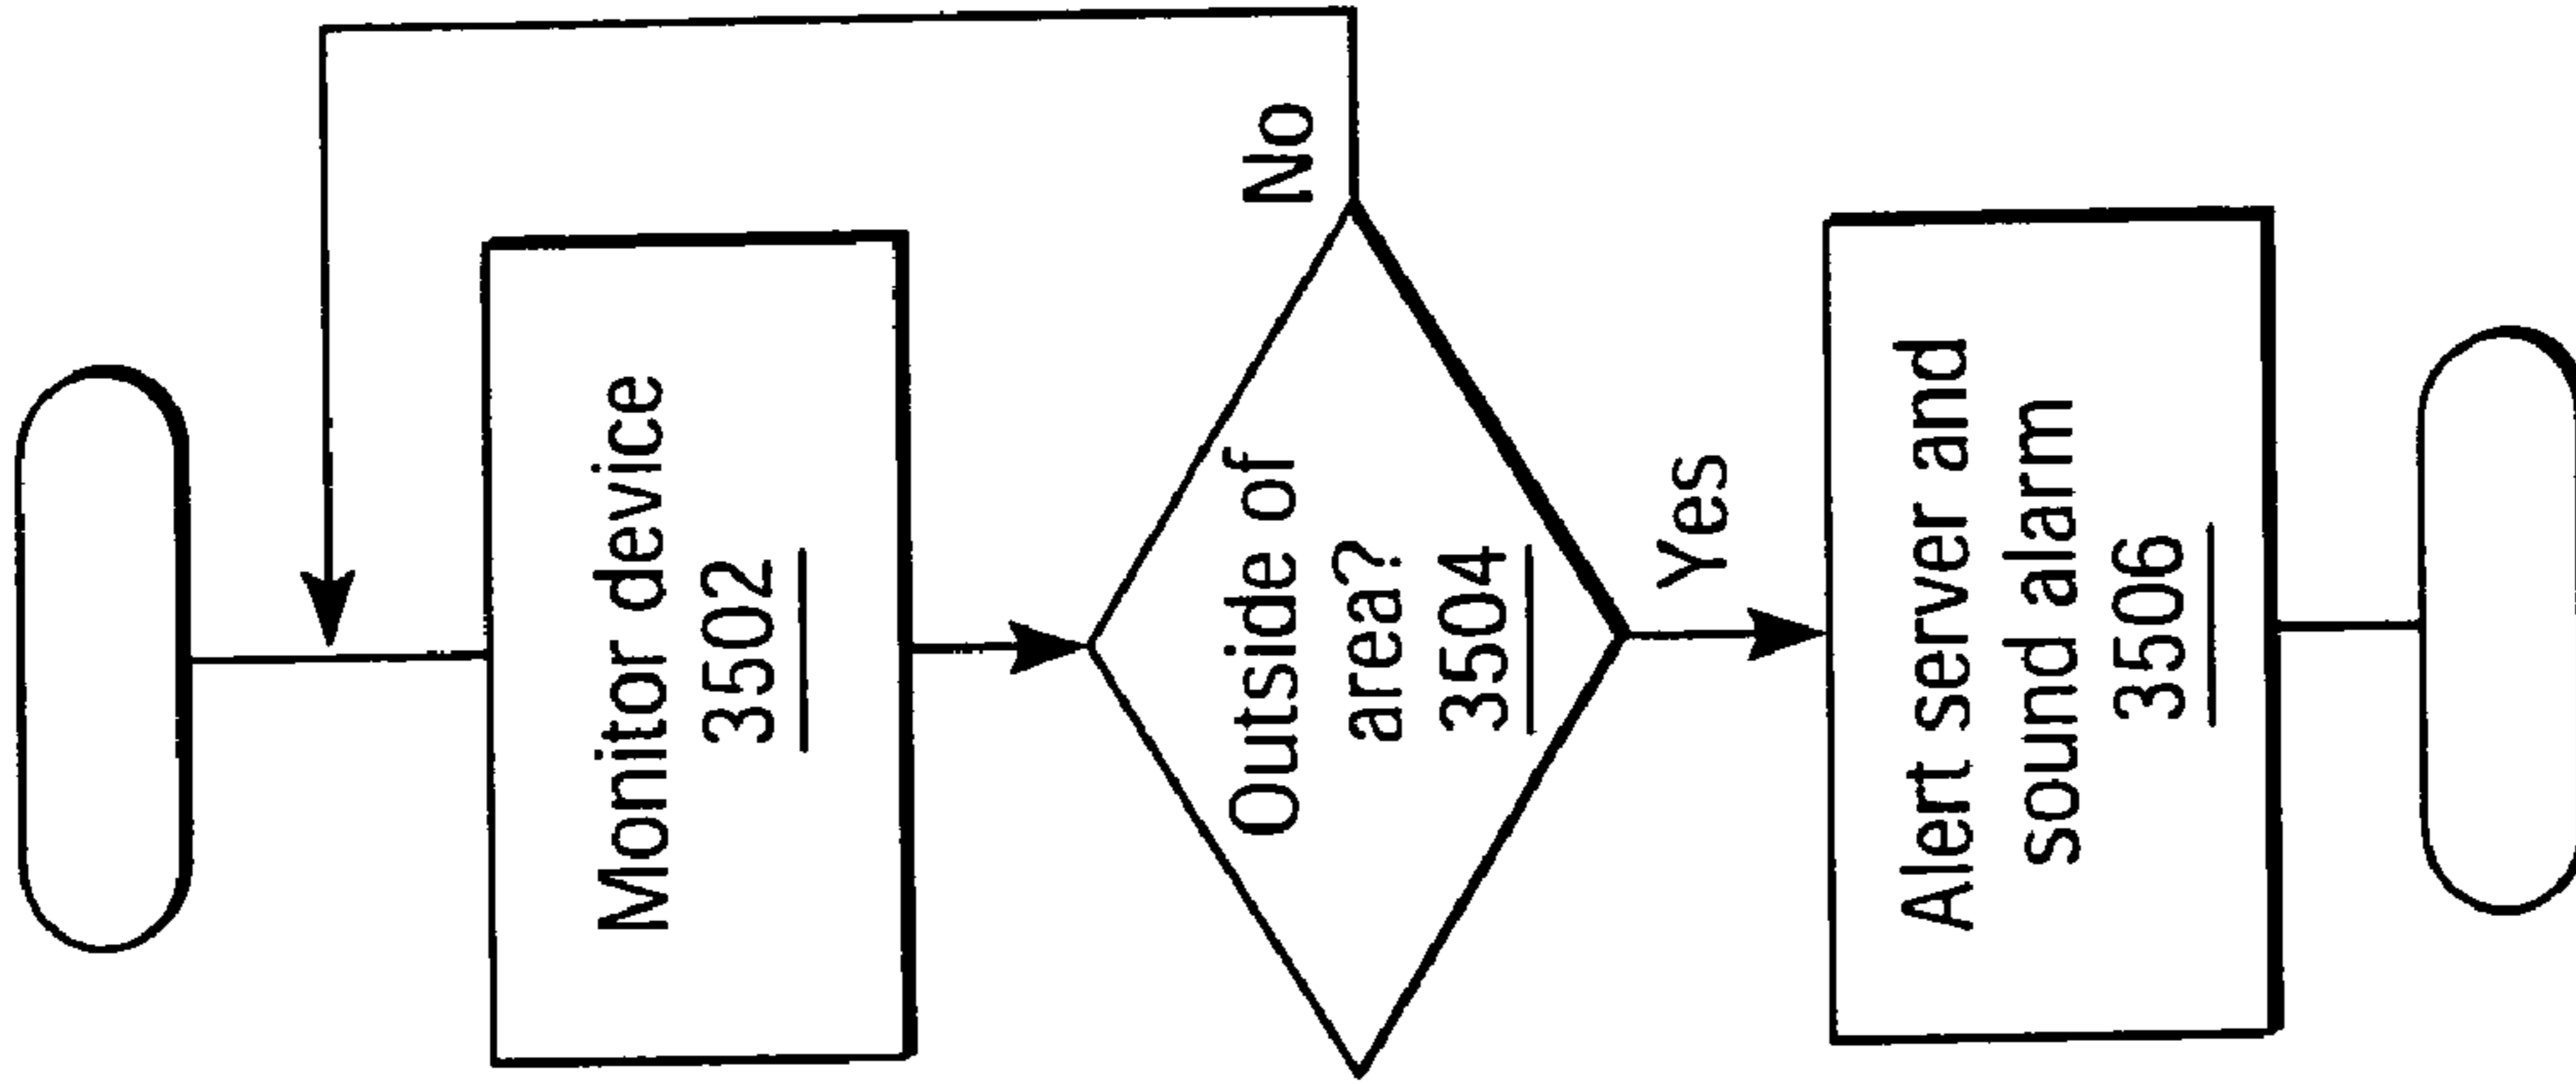 Monitor device
3502
Outside of
area?
3504
No
Yes
Alert server and
sound alarm
3506